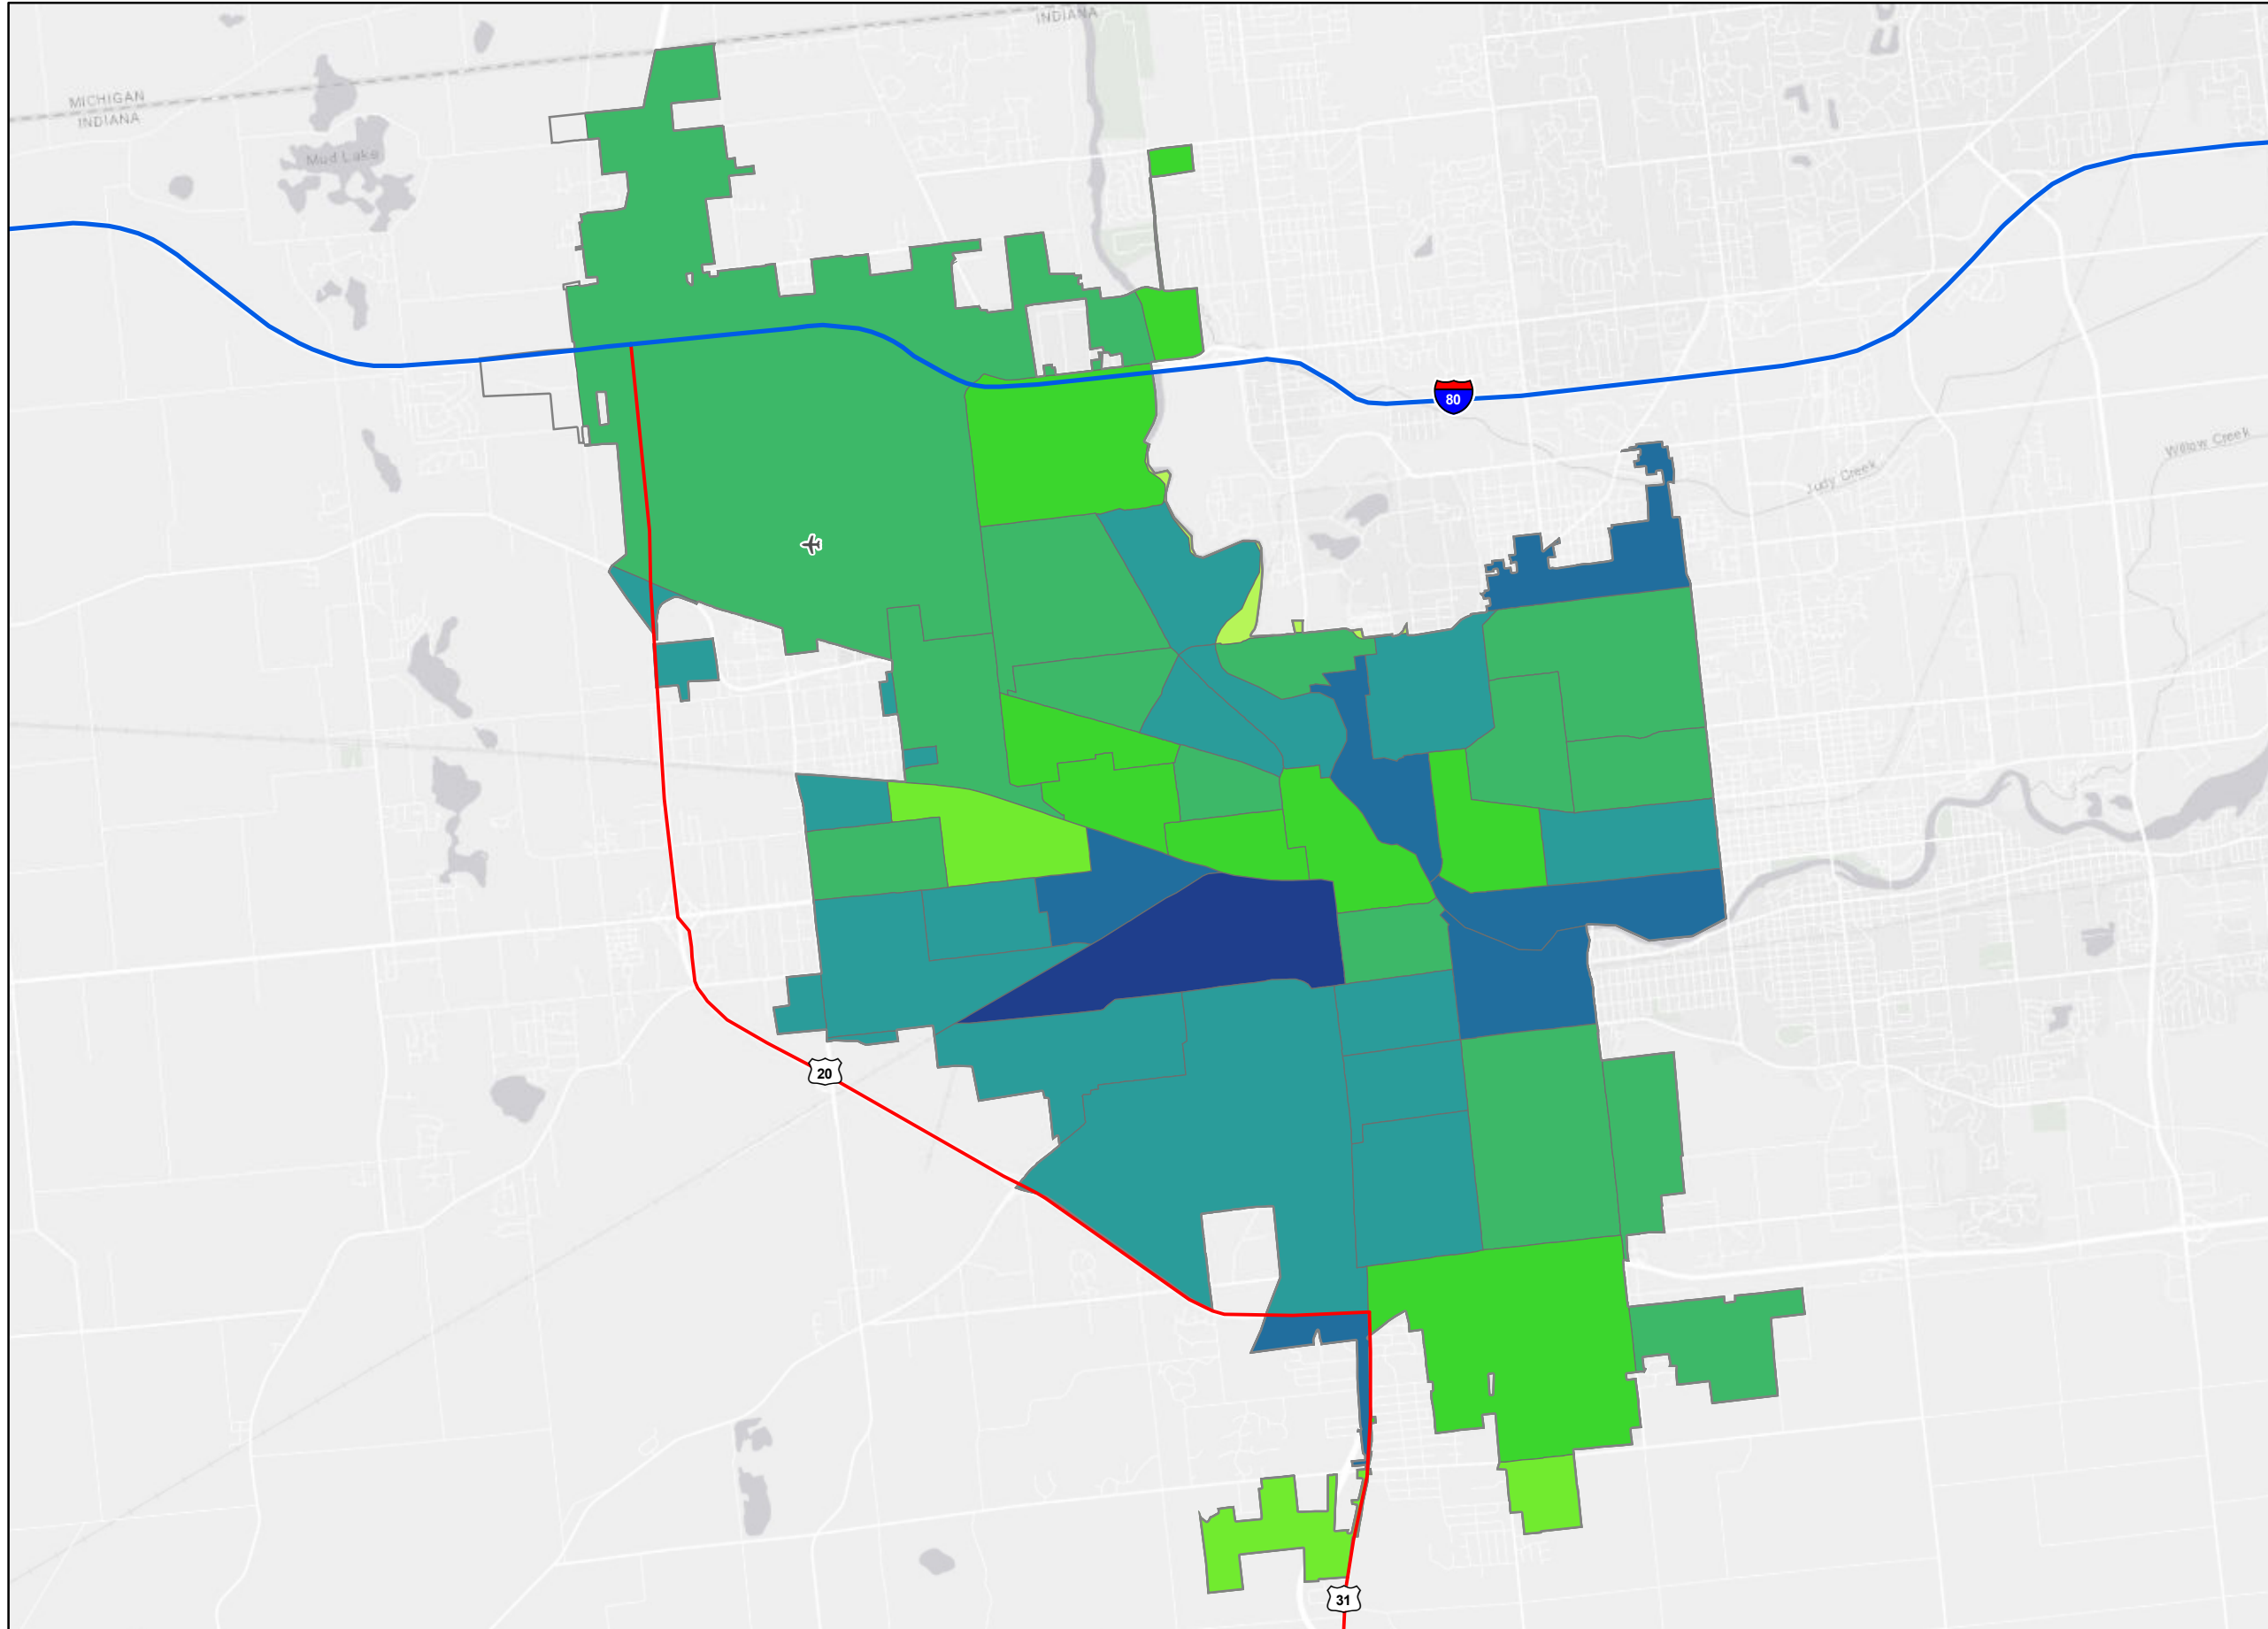 INDIANA
MICHIGAN
INDIANA
Mud Lake
80
Willow Creek
Judy Creek
20
31